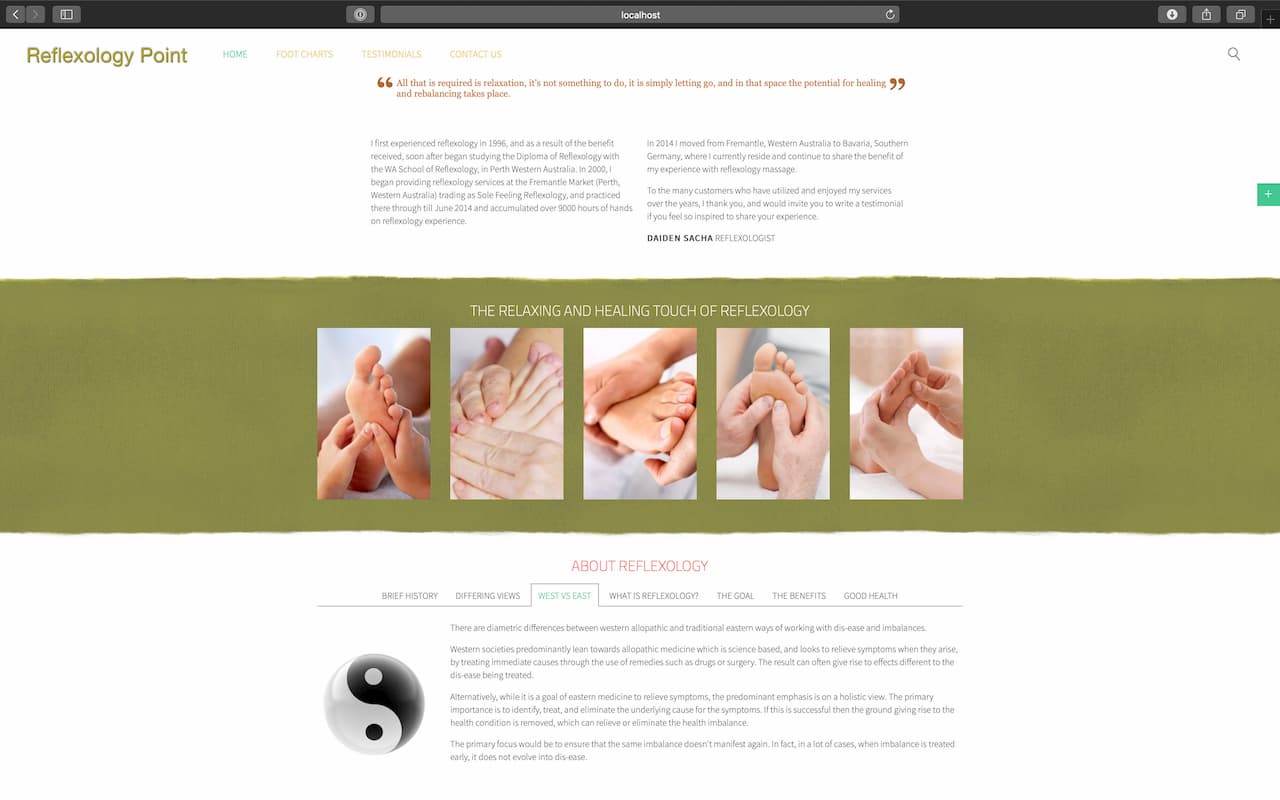 localhost
Reflexology Point
HOME
FOOT CHARTS
TESTIMONIALS
CONTACT US
All that is required is relaxation, it's not something to do, it is simply letting go, and in that space the potential for healing
and rebalancing takes place.
I first experienced reflexology in 1996, and as a result of the benefit
received, soon after began studying the Diploma of Reflexology with
the WA School of Reflexology, in Perth Western Australia. In 2000, I
began providing reflexology services at the Fremantle Market (Perth,
Western Australia) trading as Sole Feeling Reflexology, and practiced
there through till June 2014 and accumulated over 9000 hours of hands
on reflexology experience.
In 2014 I moved from Fremantle, Western Australia to Bavaria, Southern
Germany, where I currently reside and continue to share the benefit of
my experience with reflexology massage.
To the many customers who have utilized and enjoyed my services
over the years, I thank you, and would invite you to write a testimonial
if you feel so inspired to share your experience.
DAIDEN SACHA REFLEXOLOGIST
THE RELAXING AND HEALING TOUCH OF REFLEXOLOGY
ABOUT REFLEXOLOGY
BRIEF HISTORY
DIFFERING VIEWS
WEST VS EAST
WHAT IS REFLEXOLOGY?
THE GOAL
THE BENEFITS
GOOD HEALTH
There are diametric differences between western allopathic and traditional eastern ways of working with dis-ease and imbalances.
Western societies predominantly lean towards allopathic medicine which is science based, and looks to relieve symptoms when they arise,
by treating immediate causes through the use of remedies such as drugs or surgery. The result can often give rise to effects different to the
dis-ease being treated.
Alternatively, while it is a goal of eastern medicine to relieve symptoms, the predominant emphasis is on a holistic view. The primary
importance is to identify, treat, and eliminate the underlying cause for the symptoms. If this is successful then the ground giving rise to the
health condition is removed, which can relieve or eliminate the health imbalance.
The primary focus would be to ensure that the same imbalance doesn't manifest again. In fact, in a lot of cases, when imbalance is treated
early, it does not evolve into dis-ease.